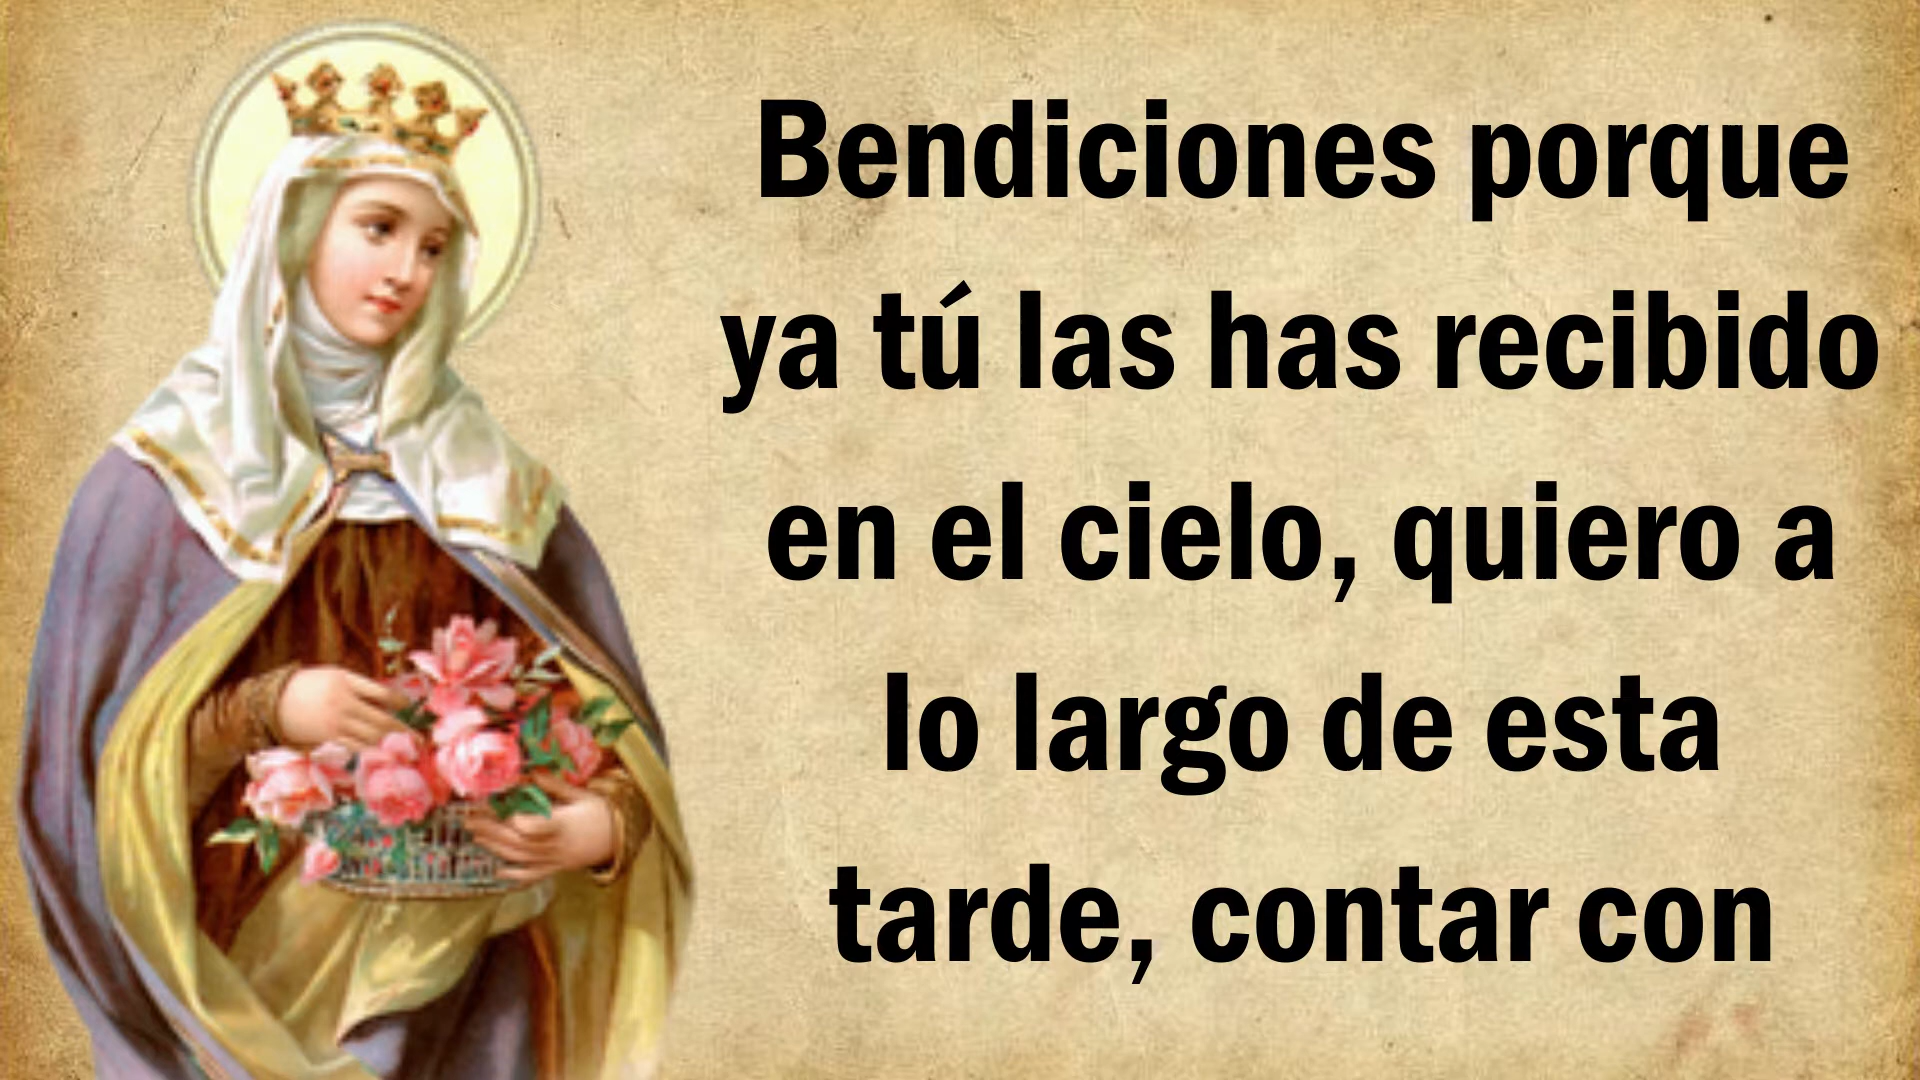 Bendiciones porque
ya tú las has recibido
en el cielo, quiero a
lo largo de esta
tarde, contar con